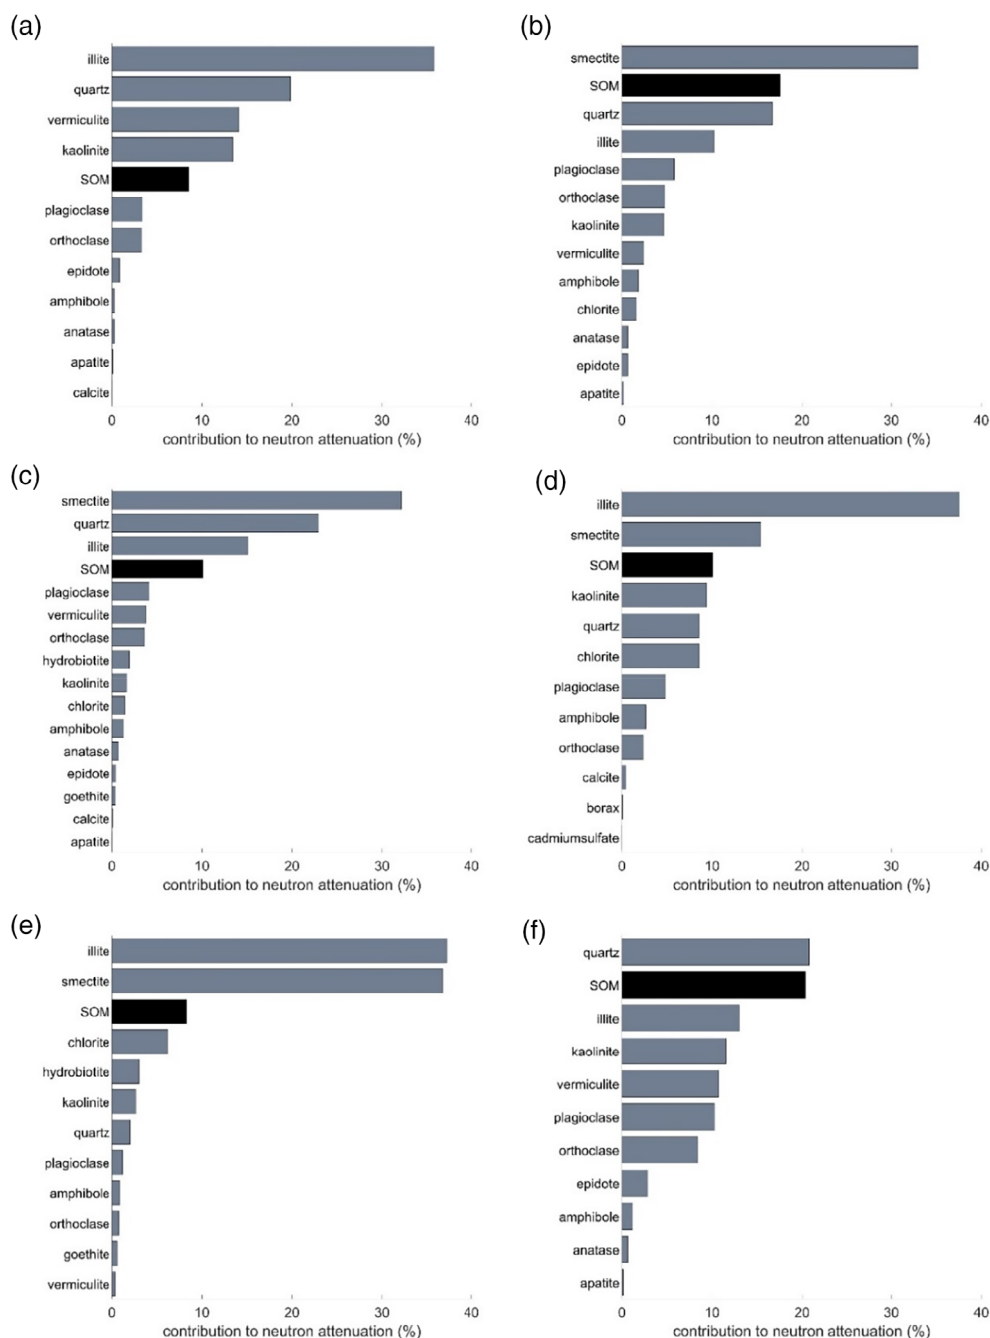 (a)
illite
quartz
vermiculite
kaolinite
SOM
plagioclase
orthoclase
epidote
amphibole
anatase
apatite
calcite
0 10 20 30 40
contribution to neutron attenuation (%)
(b)
smectite
SOM
quartz
illite
plagioclase
orthoclase
kaolinite
vermiculite
amphibole
chlorite
anatase
epidote
apatite
0 10 20 30 40
contribution to neutron attenuation (%)
(c)
smectite
quartz
illite
SOM
plagioclase
vermiculite
orthoclase
hydrobiotite
kaolinite
chlorite
amphibole
anatase
epidote
goethite
calcite
apatite
0 10 20 30 40
contribution to neutron attenuation (%)
(d)
illite
smectite
SOM
kaolinite
quartz
chlorite
plagioclase
amphibole
orthoclase
calcite
borax
cadmiumsulfate
0 10 20 30 40
contribution to neutron attenuation (%)
(e)
illite
smectite
SOM
chlorite
hydrobiotite
kaolinite
quartz
plagioclase
amphibole
orthoclase
goethite
vermiculite
0 10 20 30 40
contribution to neutron attenuation (%)
(f)
quartz
SOM
illite
kaolinite
vermiculite
plagioclase
orthoclase
epidote
amphibole
anatase
apatite
0 10 20 30 40
contribution to neutron attenuation (%)